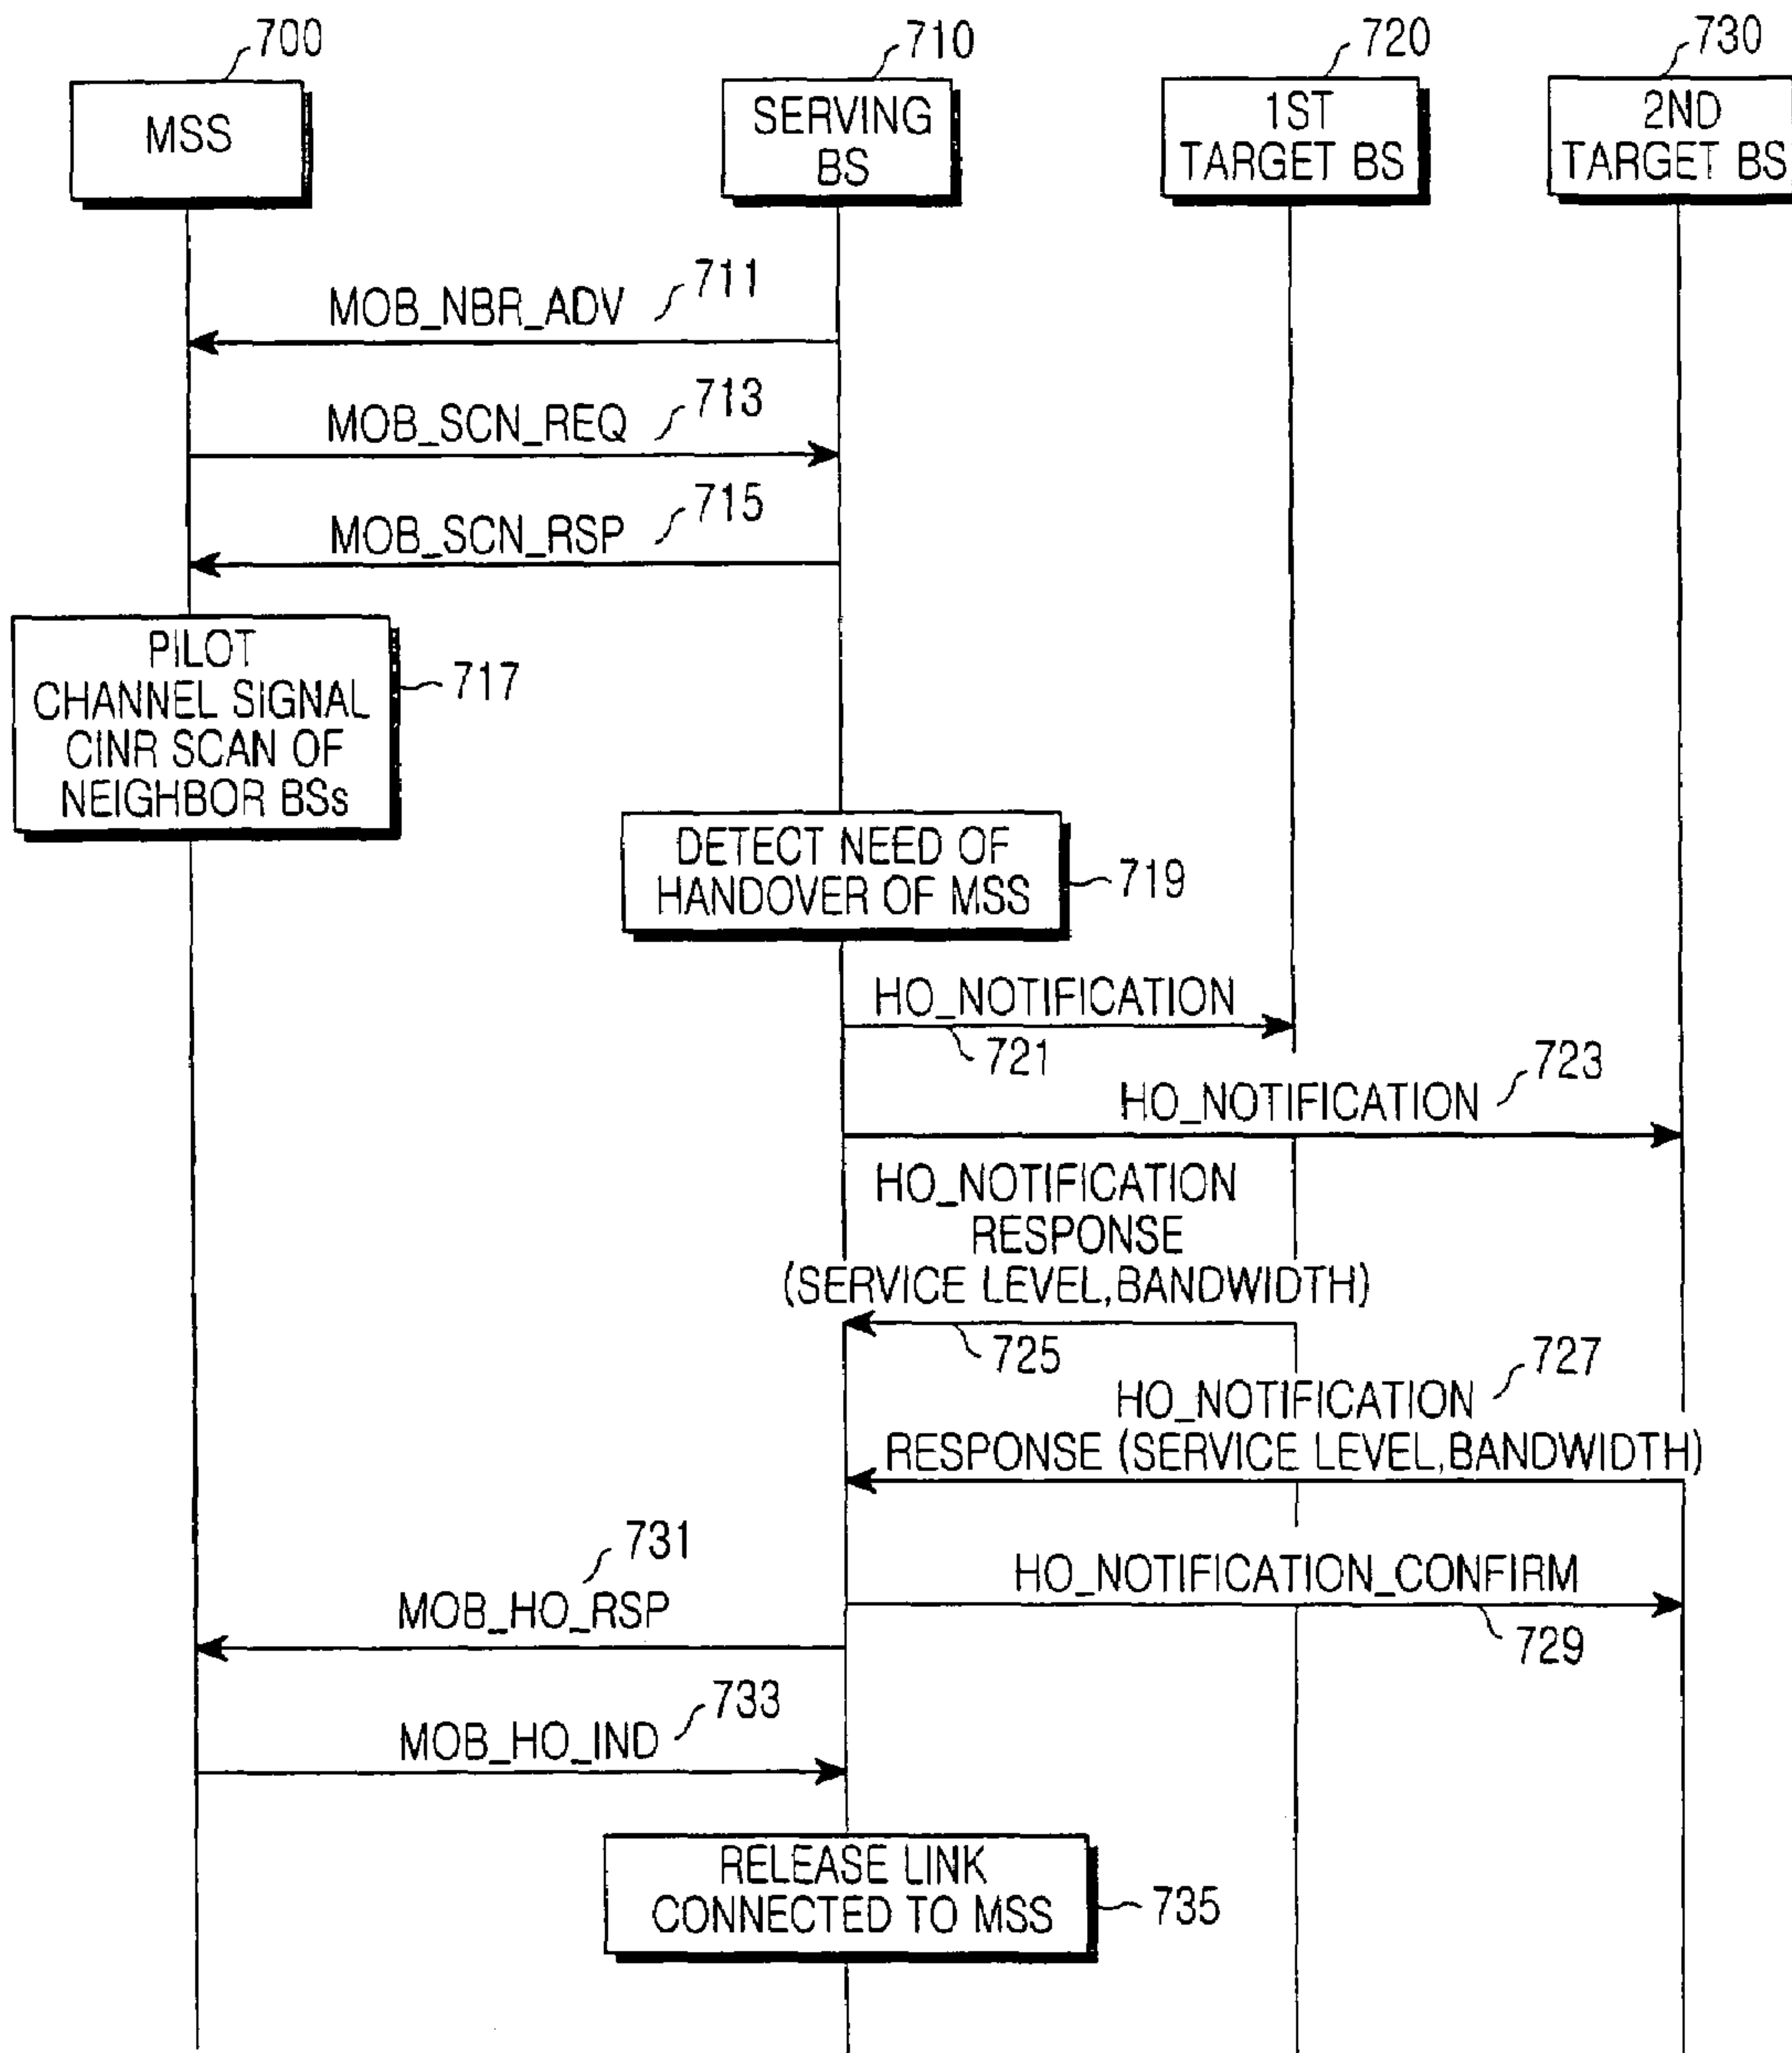 700
710
720
730
MSS
SERVING
BS
1ST
TARGET BS
2ND
TARGET BS
MOB_NBR_ADV
711
MOB_SCN_REQ
713
MOB_SCN_RSP
715
PILOT
CHANNEL SIGNAL
CINR SCAN OF
NEIGHBOR BSs
717
DETECT NEED OF
HANDOVER OF MSS
719
HO_NOTIFICATION
721
723
HO_NOTIFICATION
HO_NOTIFICATION
RESPONSE
(SERVICE LEVEL,BANDWIDTH)
725
727
HO_NOTIFICATION
RESPONSE (SERVICE LEVEL,BANDWIDTH)
HO_NOTIFICATION_CONFIRM
729
731
MOB_HO_RSP
733
MOB_HO_IND
RELEASE LINK
CONNECTED TO MSS
735